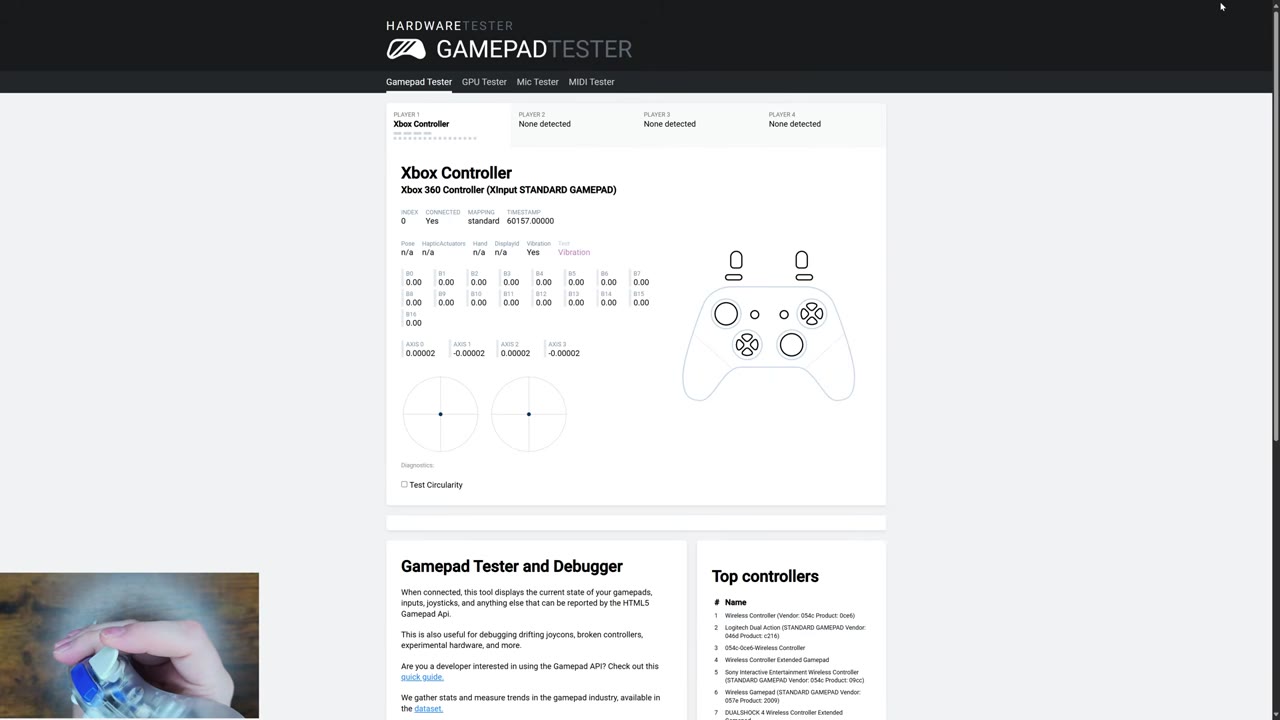 HARDWARETESTER
GAMEPADTESTER
Gamepad Tester GPU Tester Mic Tester MIDI Tester
PLAYER 1 PLAYER 2 PLAYER 3 PLAYER 4
Xbox Controller None detected None detected None detected
Xbox Controller
Xbox 360 Controller (XInput STANDARD GAMEPAD)
INDEX CONNECTED MAPPING TIMESTAMP
0 Yes standard 60157.00000
Pose HapticActuators Hand DisplayId Vibration Test
n/a n/a n/a n/a Yes Vibration
B0 B1 B2 B3 B4 B5 B6 B7
0.00 0.00 0.00 0.00 0.00 0.00 0.00 0.00
B8 B9 B10 B11 B12 B13 B14 B15
0.00 0.00 0.00 0.00 0.00 0.00 0.00 0.00
B16
0.00
AXIS 0 AXIS 1 AXIS 2 AXIS 3
0.00002 -0.00002 0.00002 -0.00002
Diagnostics:
Test Circularity
Gamepad Tester and Debugger
When connected, this tool displays the current state of your gamepads,
inputs, joysticks, and anything else that can be reported by the HTML5
Gamepad Api.
This is also useful for debugging drifting joycons, broken controllers,
experimental hardware, and more.
Are you a developer interested in using the Gamepad API? Check out this
quick guide.
We gather stats and measure trends in the gamepad industry, available in
the dataset.
Top controllers
# Name
1 Wireless Controller (Vendor: 054c Product: 0ce6)
2 Logitech Dual Action (STANDARD GAMEPAD Vendor:
046d Product: c216)
3 054c-0ce6-Wireless Controller
4 Wireless Controller Extended Gamepad
5 Sony Interactive Entertainment Wireless Controller
(STANDARD GAMEPAD Vendor: 054c Product: 09cc)
6 Wireless Gamepad (STANDARD GAMEPAD Vendor:
057e Product: 2009)
7 DUALSHOCK 4 Wireless Controller Extended